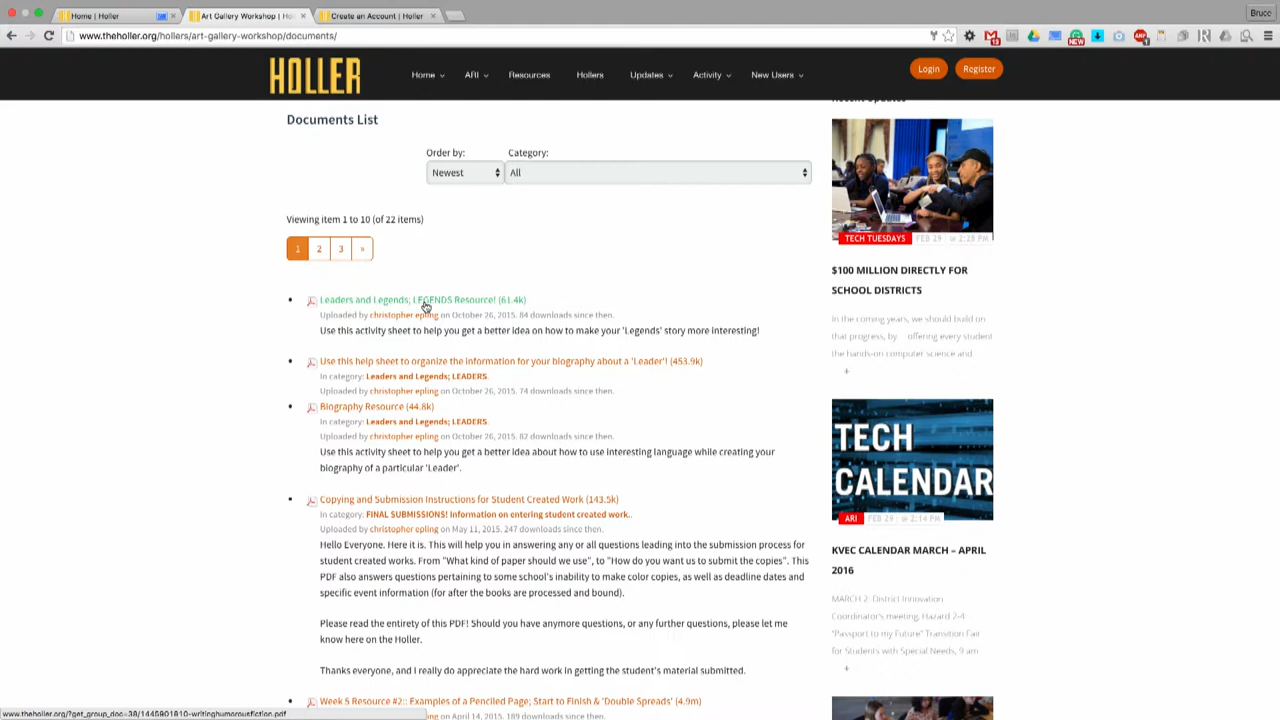 Home | Holler
Art Gallery Workshop | Ho
Create an Account | Holler
Bruce
www.theholler.org/hollers/art-gallery-workshop/documents/
HOLLER
Home
ARI
Resources
Hollers
Updates
Activity
New Users
Login
Register
Documents List
Order by:
Category:
Newest
All
Viewing item 1 to 10 (of 22 items)
1 2 3 »
Leaders and Legends; LEGENDS Resource! (61.4k)
Uploaded by christopher epling on October 26, 2015. 84 downloads since then.
Use this activity sheet to help you get a better idea on how to make your 'Legends' story more interesting!
Use this help sheet to organize the information for your biography about a 'Leader'! (453.9k)
In category: Leaders and Legends; LEADERS.
Uploaded by christopher epling on October 26, 2015. 74 downloads since then.
Biography Resource (44.8k)
In category: Leaders and Legends; LEADERS.
Uploaded by christopher epling on October 26, 2015. 82 downloads since then.
Use this activity sheet to help you get a better idea about how to use interesting language while creating your
biography of a particular 'Leader'.
Copying and Submission Instructions for Student Created Work (143.5k)
In category: FINAL SUBMISSIONS! Information on entering student created work..
Uploaded by christopher epling on May 11, 2015. 247 downloads since then.
Hello Everyone. Here it is. This will help you in answering any or all questions leading into the submission process for
student created works. From "What kind of paper should we use", to "How do you want us to submit the copies". This
PDF also answers questions pertaining to some school's inability to make color copies, as well as deadline dates and
specific event information (for after the books are processed and bound).
Please read the entirety of this PDF! Should you have anymore questions, or any further questions, please let me
know here on the Holler.
Thanks everyone, and I really do appreciate the hard work in getting the student's material submitted.
Week 5 Resource #2:: Examples of a Penciled Page; Start to Finish & 'Double Spreads' (4.9m)
ng on April 14, 2015. 189 downloads since then.
www.theholler.org/?get_group_doc=38/1445901810-writinghumorousfiction.pdf
Recent Updates
TECH TUESDAYS
FEB 29 @ 2:28 PM
$100 MILLION DIRECTLY FOR
SCHOOL DISTRICTS
In the coming years, we should build on
that progress, by offering every student
the hands-on computer science and
+
TECH
CALENDAR
ARI
FEB 29 @ 2:14 PM
KVEC CALENDAR MARCH – APRIL
2016
MARCH 2: District Innovation
Coordinator's meeting, Hazard 2-4
"Passport to my Future" Transition Fair
for Students with Special Needs, 9 am
+